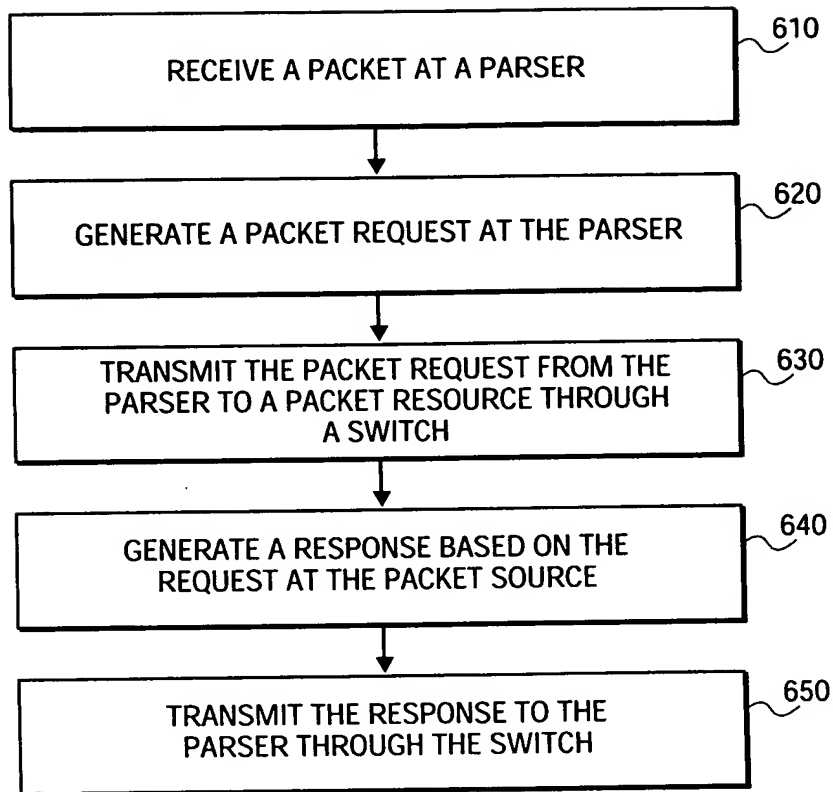 RECEIVE A PACKET AT A PARSER
610
GENERATE A PACKET REQUEST AT THE PARSER
620
TRANSMIT THE PACKET REQUEST FROM THE
PARSER TO A PACKET RESOURCE THROUGH
A SWITCH
630
GENERATE A RESPONSE BASED ON THE
REQUEST AT THE PACKET SOURCE
640
TRANSMIT THE RESPONSE TO THE
PARSER THROUGH THE SWITCH
650